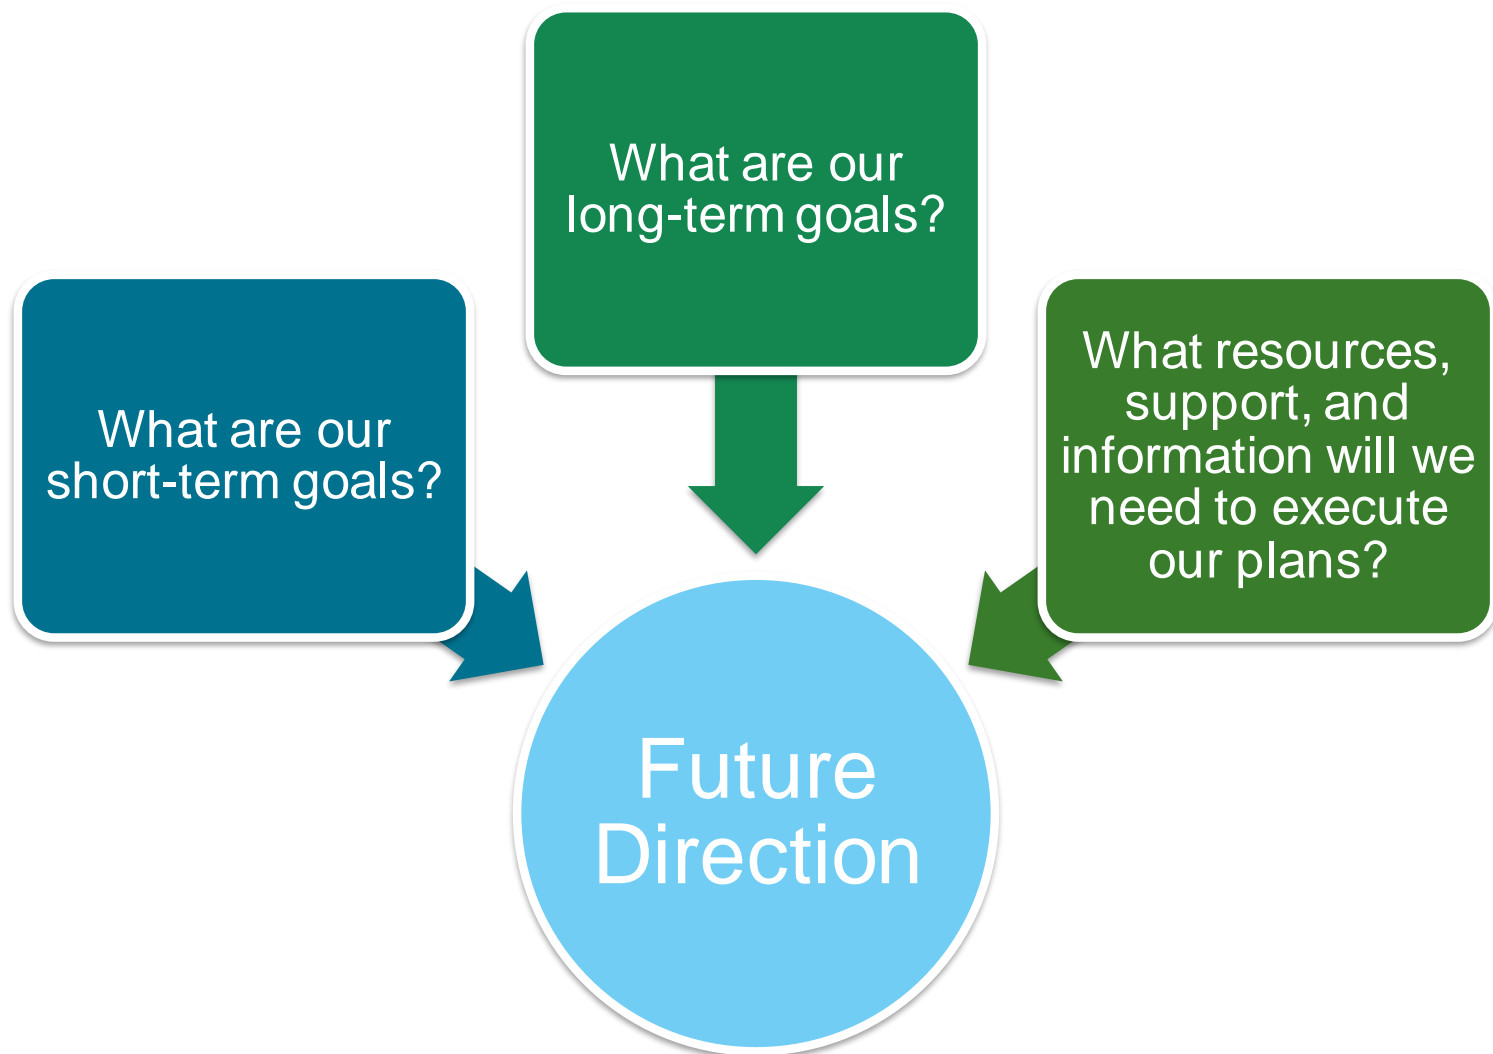 What are our
long-term goals?
What are our
short-term goals?
What resources,
support, and
information will we
need to execute
our plans?
Future
Direction